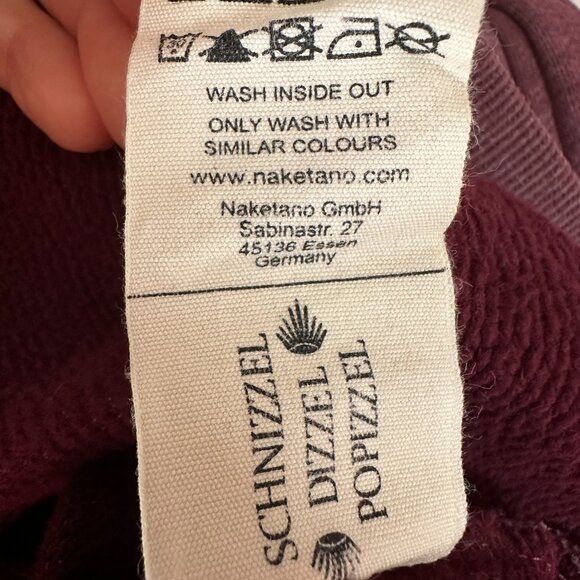 WASH INSIDE OUT
ONLY WASH WITH
SIMILAR COLOURS
www.naketano.com
Naketano GmbH
Sabinastr. 27
45136 Essen
Germany
SCHNIZZEL
DIZZEL
POPIZZEL